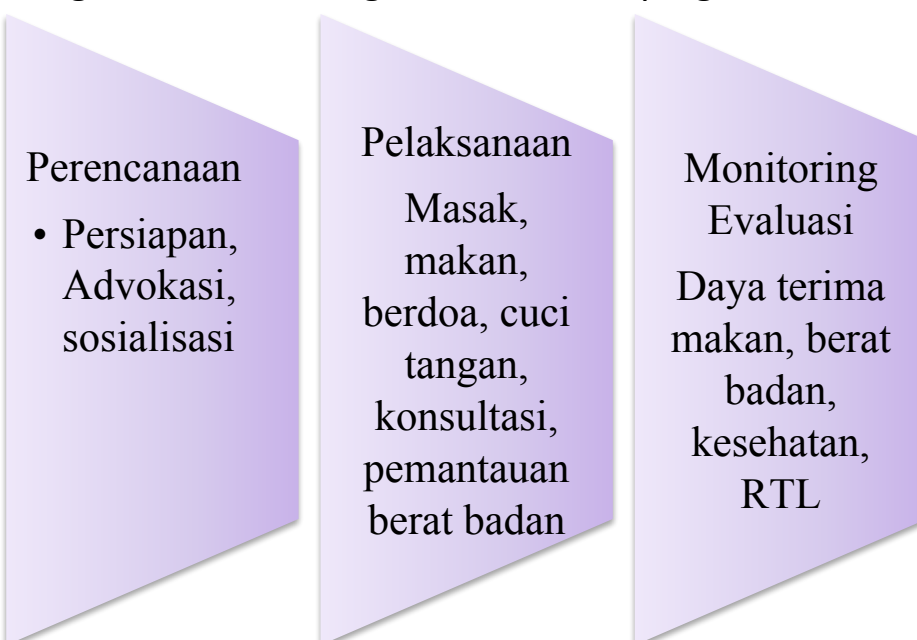 Perencanaan
• Persiapan,
Advokasi,
sosialisasi
Pelaksanaan
Masak,
makan,
berdoa, cuci
tangan,
konsultasi,
pemantauan
berat badan
Monitoring
Evaluasi
Daya terima
makan, berat
badan,
kesehatan,
RTL